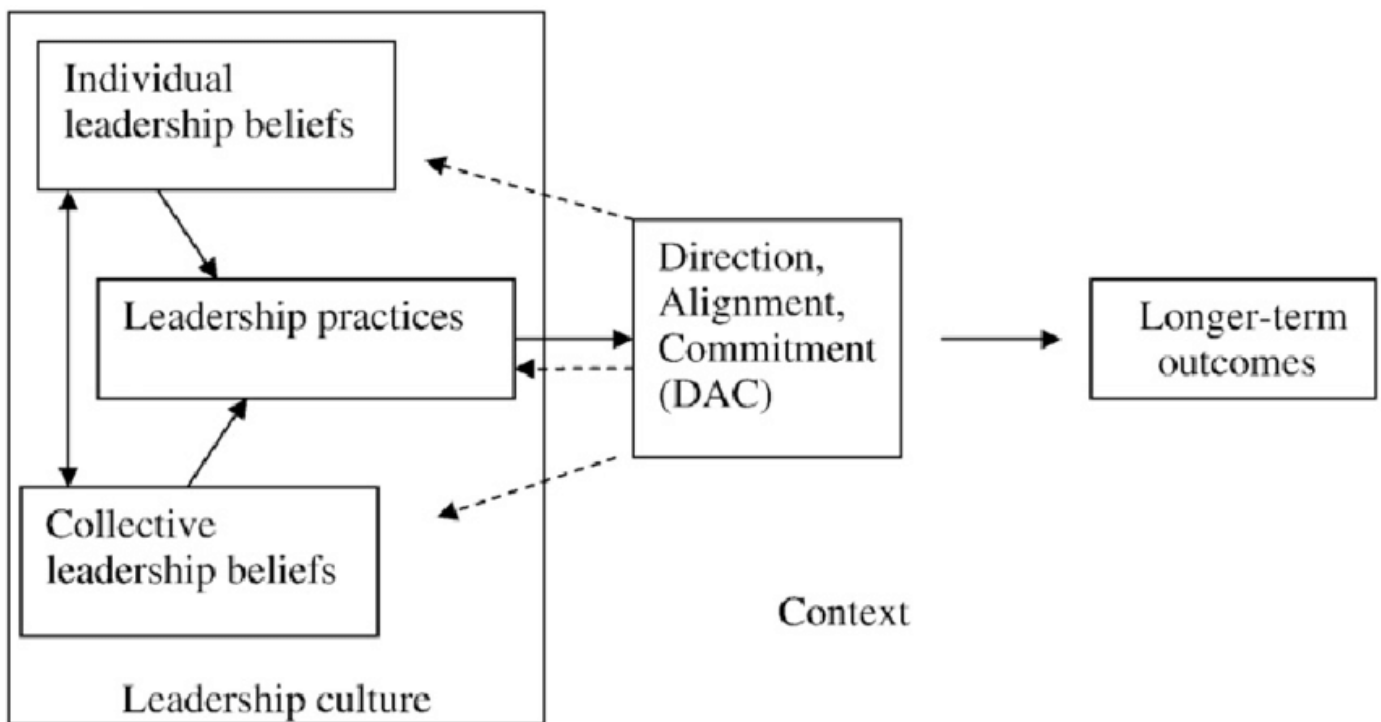 Individual
leadership beliefs
Leadership practices
Collective
leadership beliefs
Leadership culture
Direction,
Alignment,
Commitment
(DAC)
Longer-term
outcomes
Context